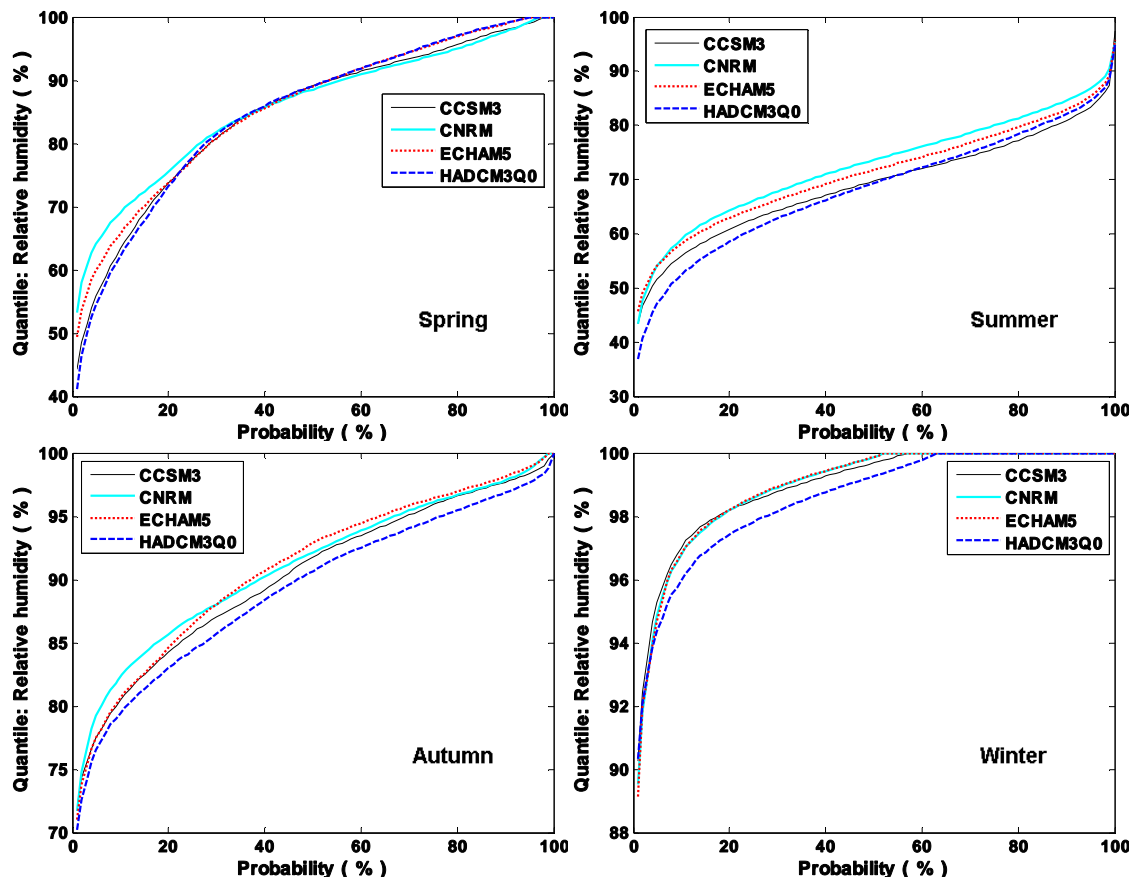 Quantile: Relative humidity ( % )
100
90
80
70
60
50
40
0
20
40
60
80
100
Probability ( % )
CCSM3
CNRM
ECHAM5
HADCM3Q0
Spring
Quantile: Relative humidity ( % )
100
90
80
70
60
50
40
30
0
20
40
60
80
100
Probability ( % )
CCSM3
CNRM
ECHAM5
HADCM3Q0
Summer
Quantile: Relative humidity ( % )
100
95
90
85
80
75
70
0
20
40
60
80
100
Probability ( % )
CCSM3
CNRM
ECHAM5
HADCM3Q0
Autumn
Quantile: Relative humidity ( % )
100
98
96
94
92
90
88
0
20
40
60
80
100
Probability ( % )
CCSM3
CNRM
ECHAM5
HADCM3Q0
Winter